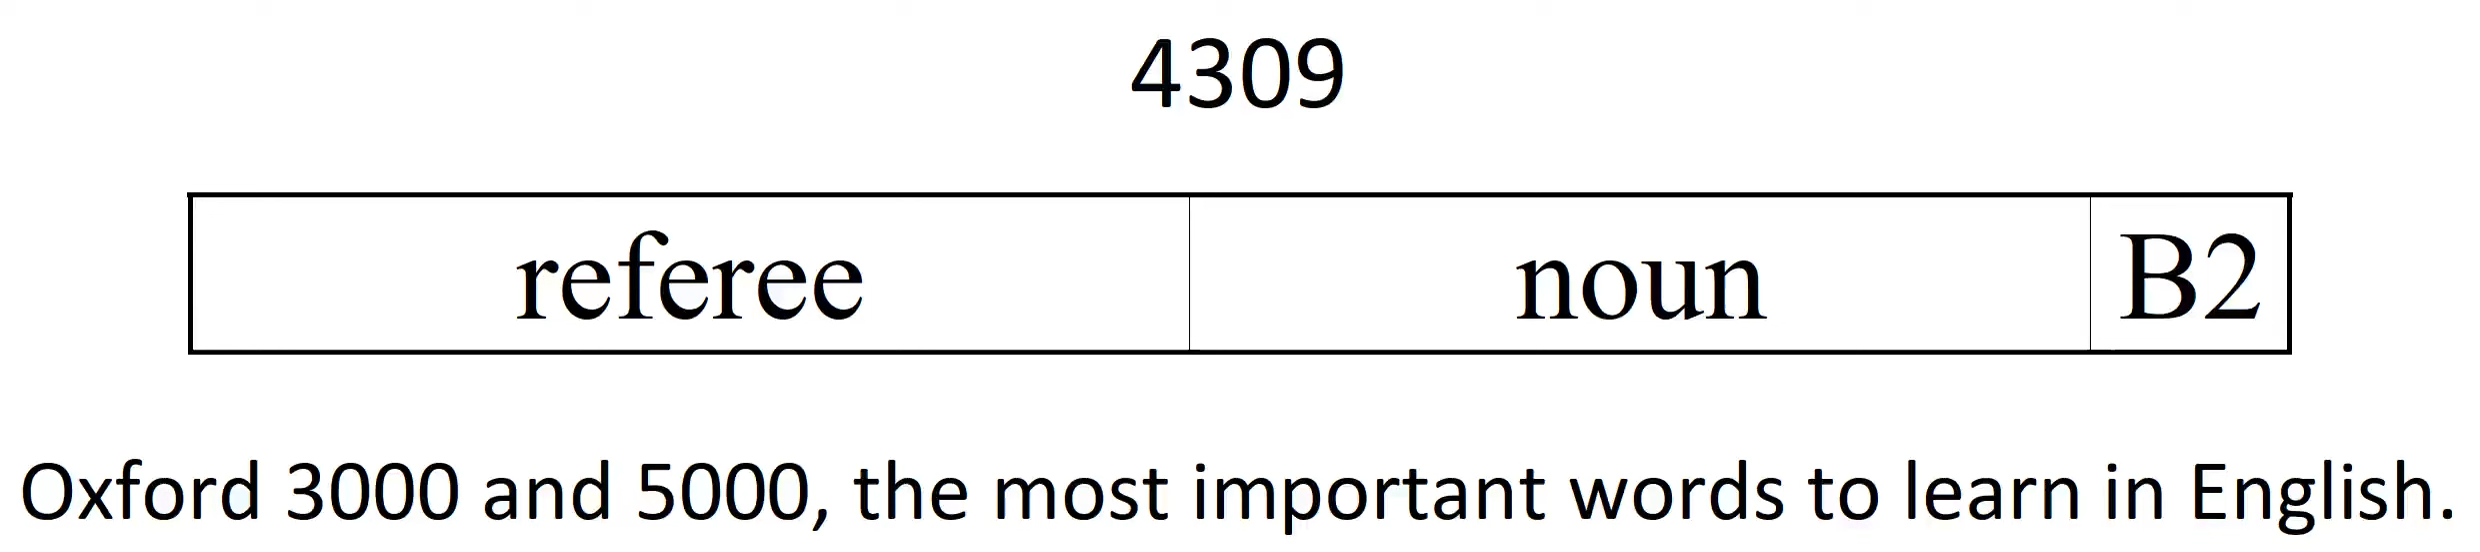 4309
referee noun B2
Oxford 3000 and 5000, the most important words to learn in English.